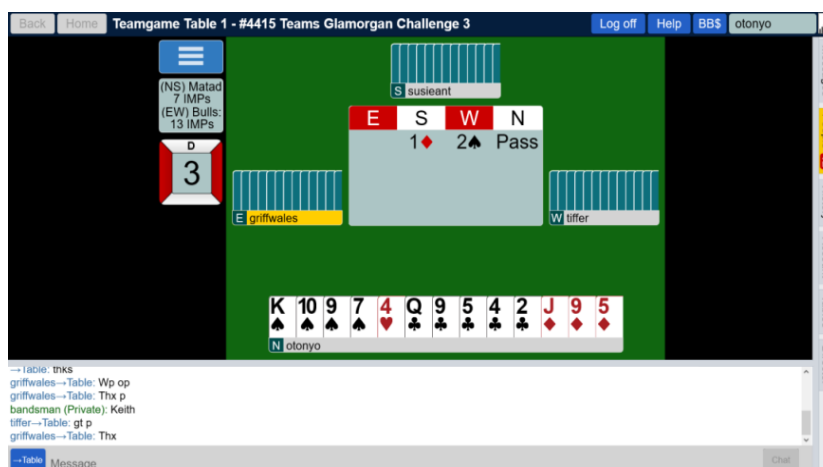 Back Home Teamgame Table 1 - #4415 Teams Glamorgan Challenge 3 Log off Help BB$ otonyo
(NS) Matad
7 IMPs
(EW) Bulls:
13 IMPs
D
3
S susieant
E S W N
1♦ 2♠ Pass
E griffwales
W tiffer
K 10 9 7 4 Q 9 5 4 2 J 9 5
♠ ♠ ♠ ♠ ♥ ♣ ♣ ♣ ♣ ♣ ♦ ♦ ♦
N otonyo
→Table: thks
griffwales→Table: Wp op
griffwales→Table: Thx p
bandsman (Private): Keith
tiffer→Table: gt p
griffwales→Table: Thx
→Table Message Chat